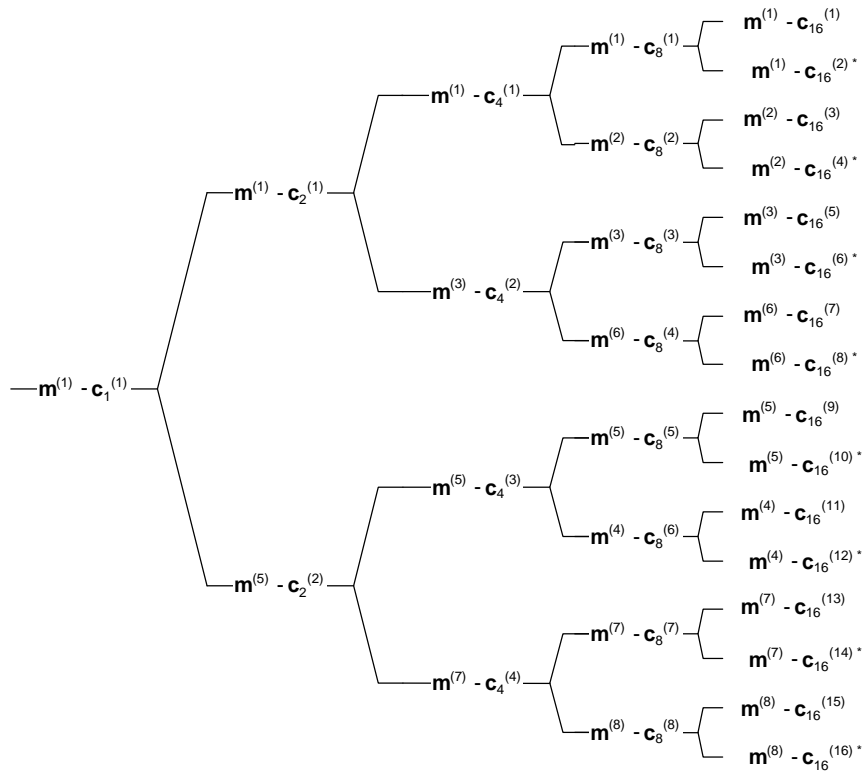 m(1) - c16(1)
m(1) - c8(1)
m(1) - c16(2) *
m(1) - c4(1)
m(2) - c16(3)
m(2) - c8(2)
m(2) - c16(4) *
m(1) - c2(1)
m(3) - c16(5)
m(3) - c8(3)
m(3) - c16(6) *
m(3) - c4(2)
m(6) - c16(7)
m(6) - c8(4)
m(6) - c16(8) *
m(1) - c1(1)
m(5) - c16(9)
m(5) - c8(5)
m(5) - c16(10) *
m(5) - c4(3)
m(4) - c16(11)
m(4) - c8(6)
m(4) - c16(12) *
m(5) - c2(2)
m(7) - c16(13)
m(7) - c8(7)
m(7) - c16(14) *
m(7) - c4(4)
m(8) - c16(15)
m(8) - c8(8)
m(8) - c16(16) *